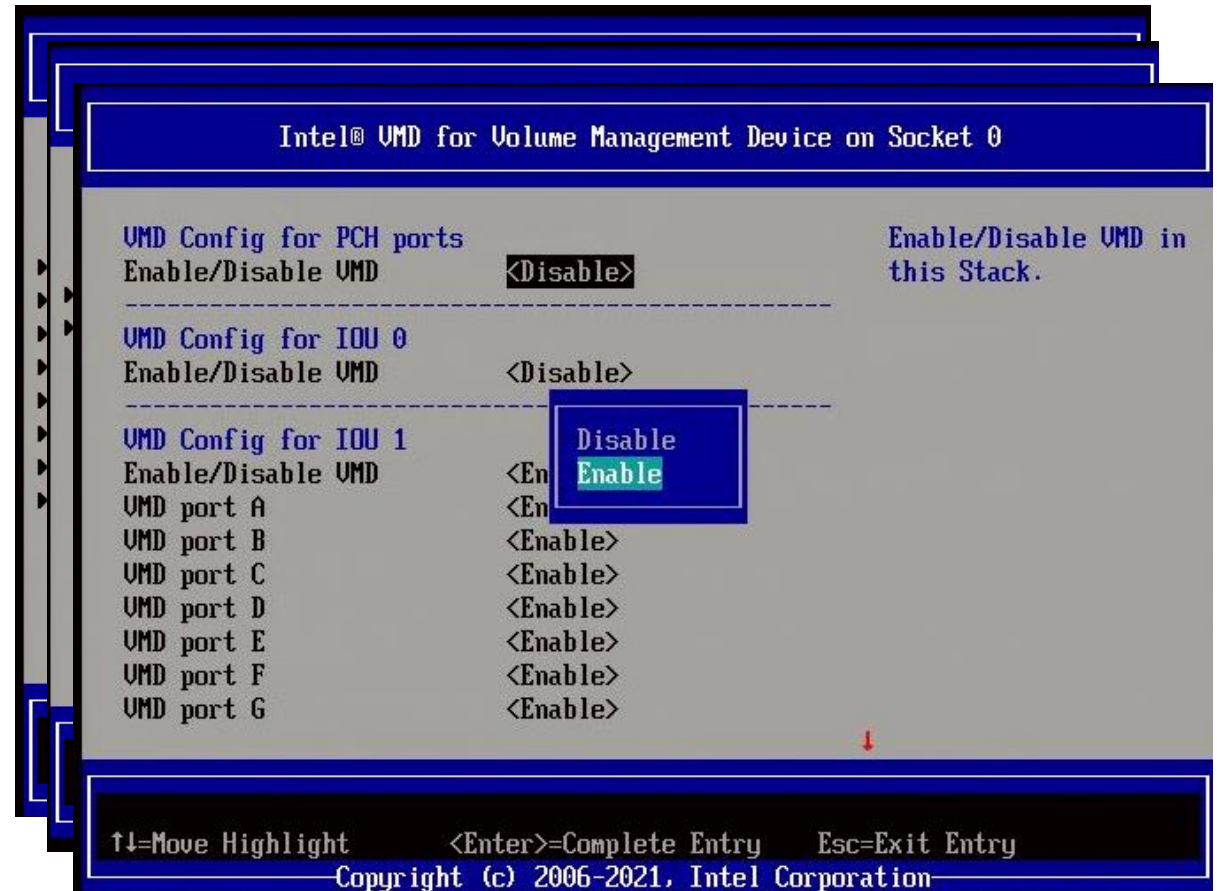 Intel® VMD for Volume Management Device on Socket 0
VMD Config for PCH ports
Enable/Disable VMD <Disable>
Enable/Disable VMD in
this Stack.
VMD Config for IOU 0
Enable/Disable VMD <Disable>
VMD Config for IOU 1
Enable/Disable VMD <En
VMD port A <En
Disable
Enable
VMD port B <Enable>
VMD port C <Enable>
VMD port D <Enable>
VMD port E <Enable>
VMD port F <Enable>
VMD port G <Enable>
↑↓=Move Highlight <Enter>=Complete Entry Esc=Exit Entry
Copyright (c) 2006-2021, Intel Corporation